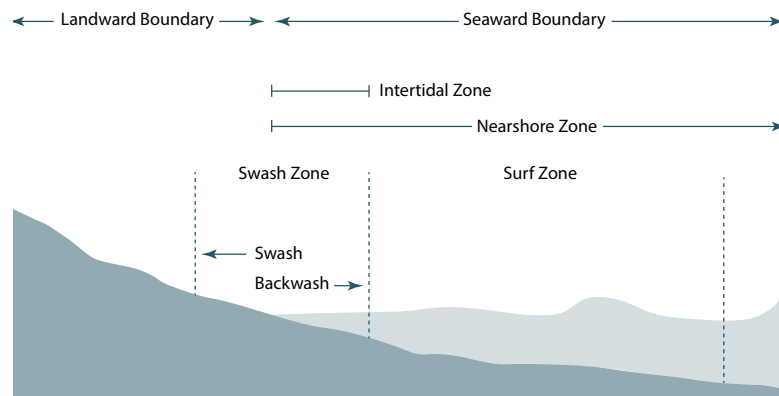 Landward Boundary
Seaward Boundary
Intertidal Zone
Nearshore Zone
Swash Zone
Surf Zone
Swash
Backwash